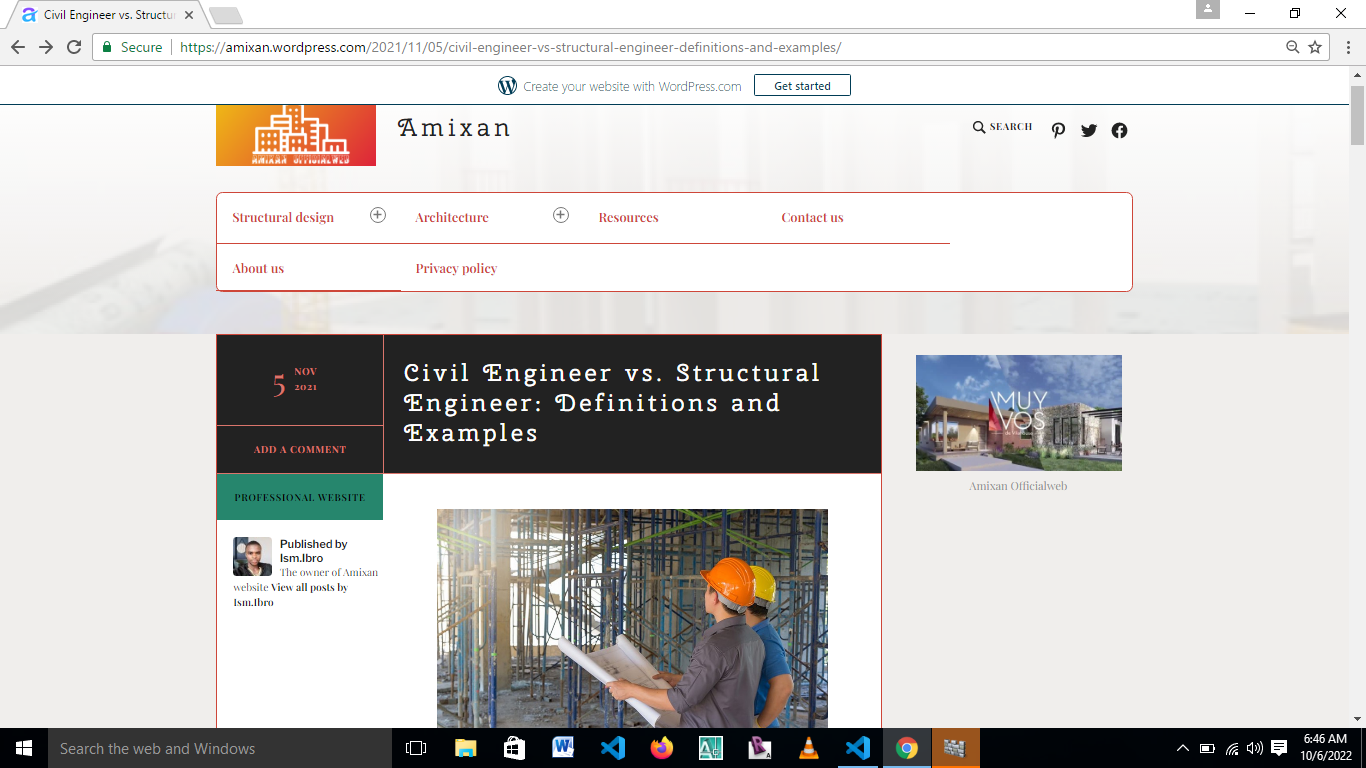 Civil Engineer vs. Structu
Secure
https://amixan.wordpress.com/2021/11/05/civil-engineer-vs-structural-engineer-definitions-and-examples/
Create your website with WordPress.com
Get started
AMIXAN OFFICIALWEB
Amixan
SEARCH
Structural design
Architecture
Resources
Contact us
About us
Privacy policy
5
NOV
2021
Civil Engineer vs. Structural
Engineer: Definitions and
Examples
ADD A COMMENT
PROFESSIONAL WEBSITE
Published by
Ism.Ibro
The owner of Amixan
website View all posts by
Ism.Ibro
MUY
VOS
Amixan Officialweb
Search the web and Windows
6:46 AM
10/6/2022